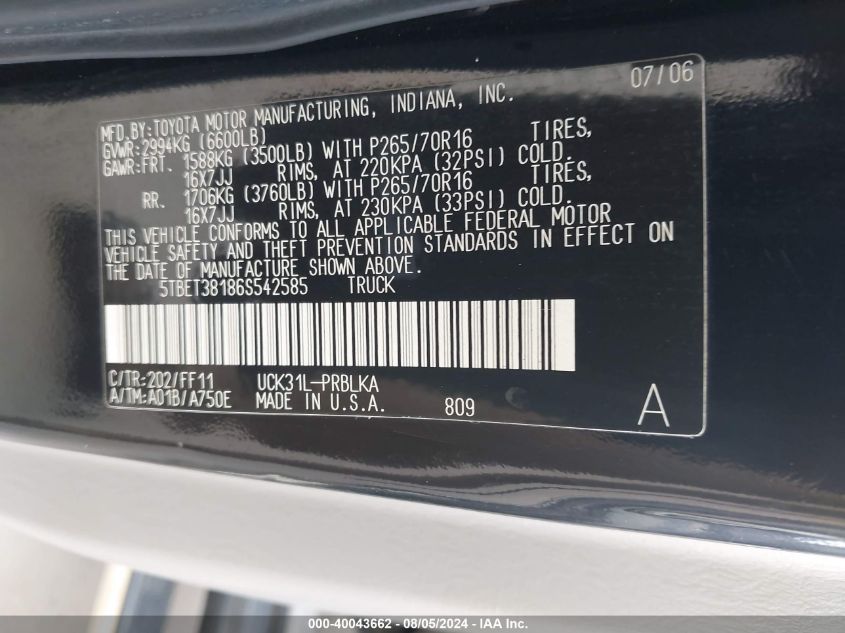 07/06
MFD.BY:TOYOTA MOTOR MANUFACTURING, INDIANA, INC.
GVWR:2994KG (6600LB)
GAWR:FRT. 1588KG (3500LB) WITH P265/70R16 TIRES,
16X7JJ RIMS, AT 220KPA (32PSI) COLD.
RR. 1706KG (3760LB) WITH P265/70R16 TIRES,
16X7JJ RIMS, AT 230KPA (33PSI) COLD.
THIS VEHICLE CONFORMS TO ALL APPLICABLE FEDERAL MOTOR
VEHICLE SAFETY AND THEFT PREVENTION STANDARDS IN EFFECT ON
THE DATE OF MANUFACTURE SHOWN ABOVE.
5TBET38186S542585 TRUCK
C/TR:202/FF11 UCK31L-PRBLKA
A/TM:A01B/A750E MADE IN U.S.A. 809 A
000-40043662 - 08/05/2024 - IAA Inc.